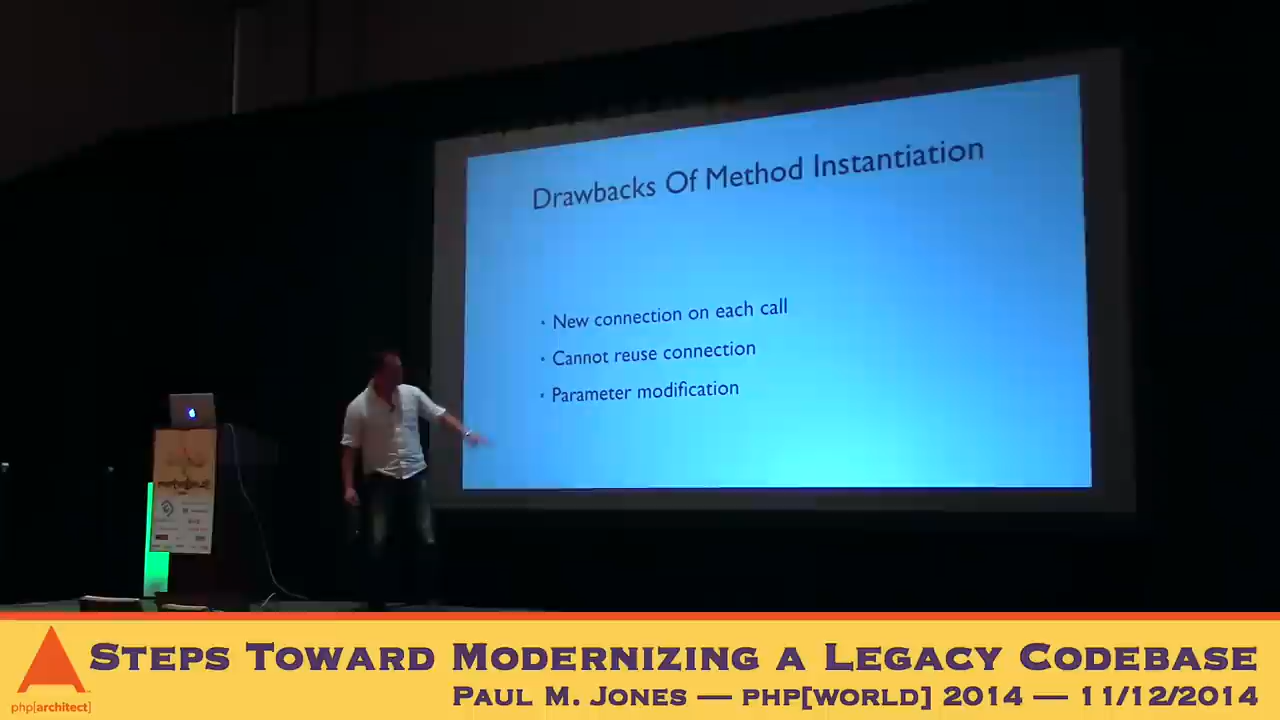 Drawbacks Of Method Instantiation
• New connection on each call
• Cannot reuse connection
• Parameter modification
STEPS TOWARD MODERNIZING A LEGACY CODEBASE
PAUL M. JONES — PHP[WORLD] 2014 — 11/12/2014
php[architect]